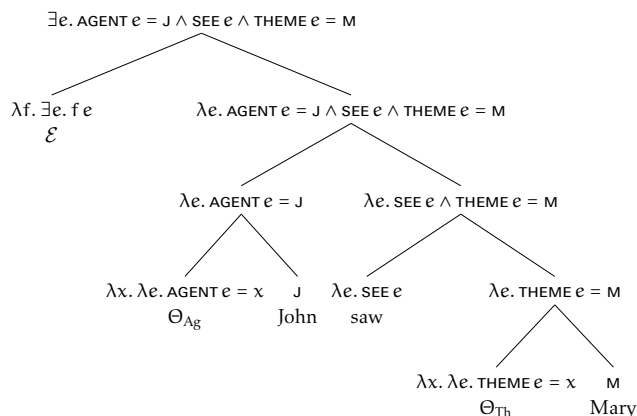 ∃e. AGENT e = J ∧ SEE e ∧ THEME e = M
λf. ∃e. f e
λe. AGENT e = J ∧ SEE e ∧ THEME e = M
ℰ
λe. AGENT e = J
λe. SEE e ∧ THEME e = M
λx. λe. AGENT e = x
J
λe. SEE e
λe. THEME e = M
Θ_Ag
John
saw
λx. λe. THEME e = x
M
Θ_Th
Mary